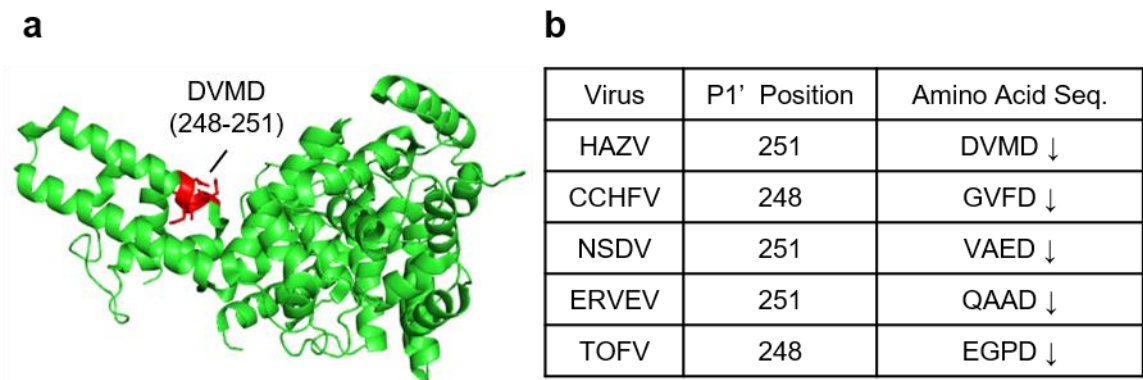 a
DVMD
(248-251)
b
Virus P1’ Position Amino Acid Seq.
HAZV 251 DVMD ↓
CCHFV 248 GVFD ↓
NSDV 251 VAED ↓
ERVEV 251 QAAD ↓
TOFV 248 EGPD ↓